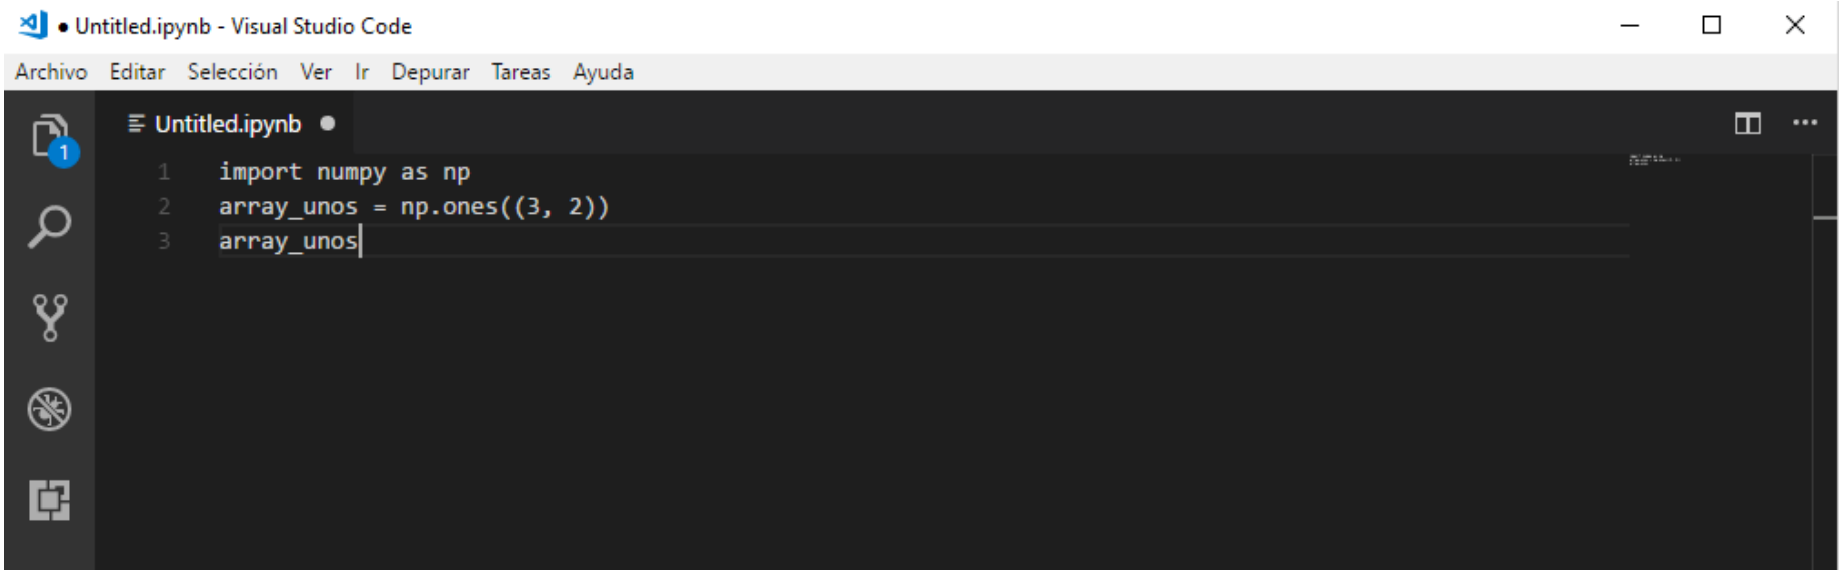 ● Untitled.ipynb - Visual Studio Code
Archivo Editar Selección Ver Ir Depurar Tareas Ayuda
Untitled.ipynb ●
1
1 import numpy as np
2 array_unos = np.ones((3, 2))
3 array_unos